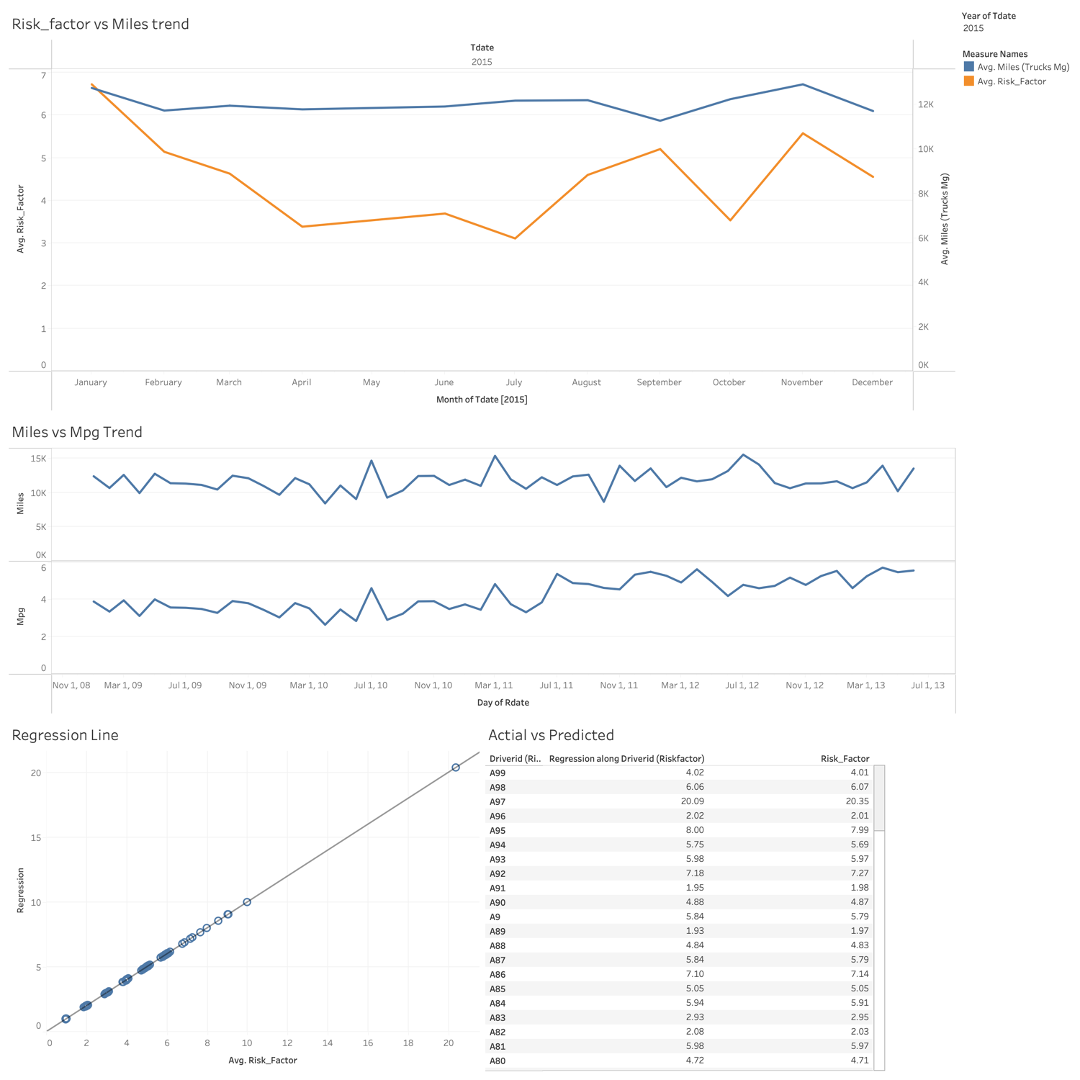 Risk_factor vs Miles trend
Tdate
2015
Avg. Risk_Factor
7
6
5
4
3
2
1
0
12K
10K
8K
6K
4K
2K
0K
Avg. Miles (Trucks Mg)
January February March April May June July August September October November December
Month of Tdate [2015]
Year of Tdate
2015
Measure Names
Avg. Miles (Trucks Mg)
Avg. Risk_Factor
Miles vs Mpg Trend
Miles
15K
10K
5K
0K
Mpg
6
4
2
0
Nov 1, 08 Mar 1, 09 Jul 1, 09 Nov 1, 09 Mar 1, 10 Jul 1, 10 Nov 1, 10 Mar 1, 11 Jul 1, 11 Nov 1, 11 Mar 1, 12 Jul 1, 12 Nov 1, 12 Mar 1, 13 Jul 1, 13
Day of Rdate
Regression Line
Regression
20
15
10
5
0
0 2 4 6 8 10 12 14 16 18 20
Avg. Risk_Factor
Actial vs Predicted
Driverid (Ri.. Regression along Driverid (Riskfactor) Risk_Factor
A99 4.02 4.01
A98 6.06 6.07
A97 20.09 20.35
A96 2.02 2.01
A95 8.00 7.99
A94 5.75 5.69
A93 5.98 5.97
A92 7.18 7.27
A91 1.95 1.98
A90 4.88 4.87
A9 5.84 5.79
A89 1.93 1.97
A88 4.84 4.83
A87 5.84 5.79
A86 7.10 7.14
A85 5.05 5.05
A84 5.94 5.91
A83 2.93 2.95
A82 2.08 2.03
A81 5.98 5.97
A80 4.72 4.71